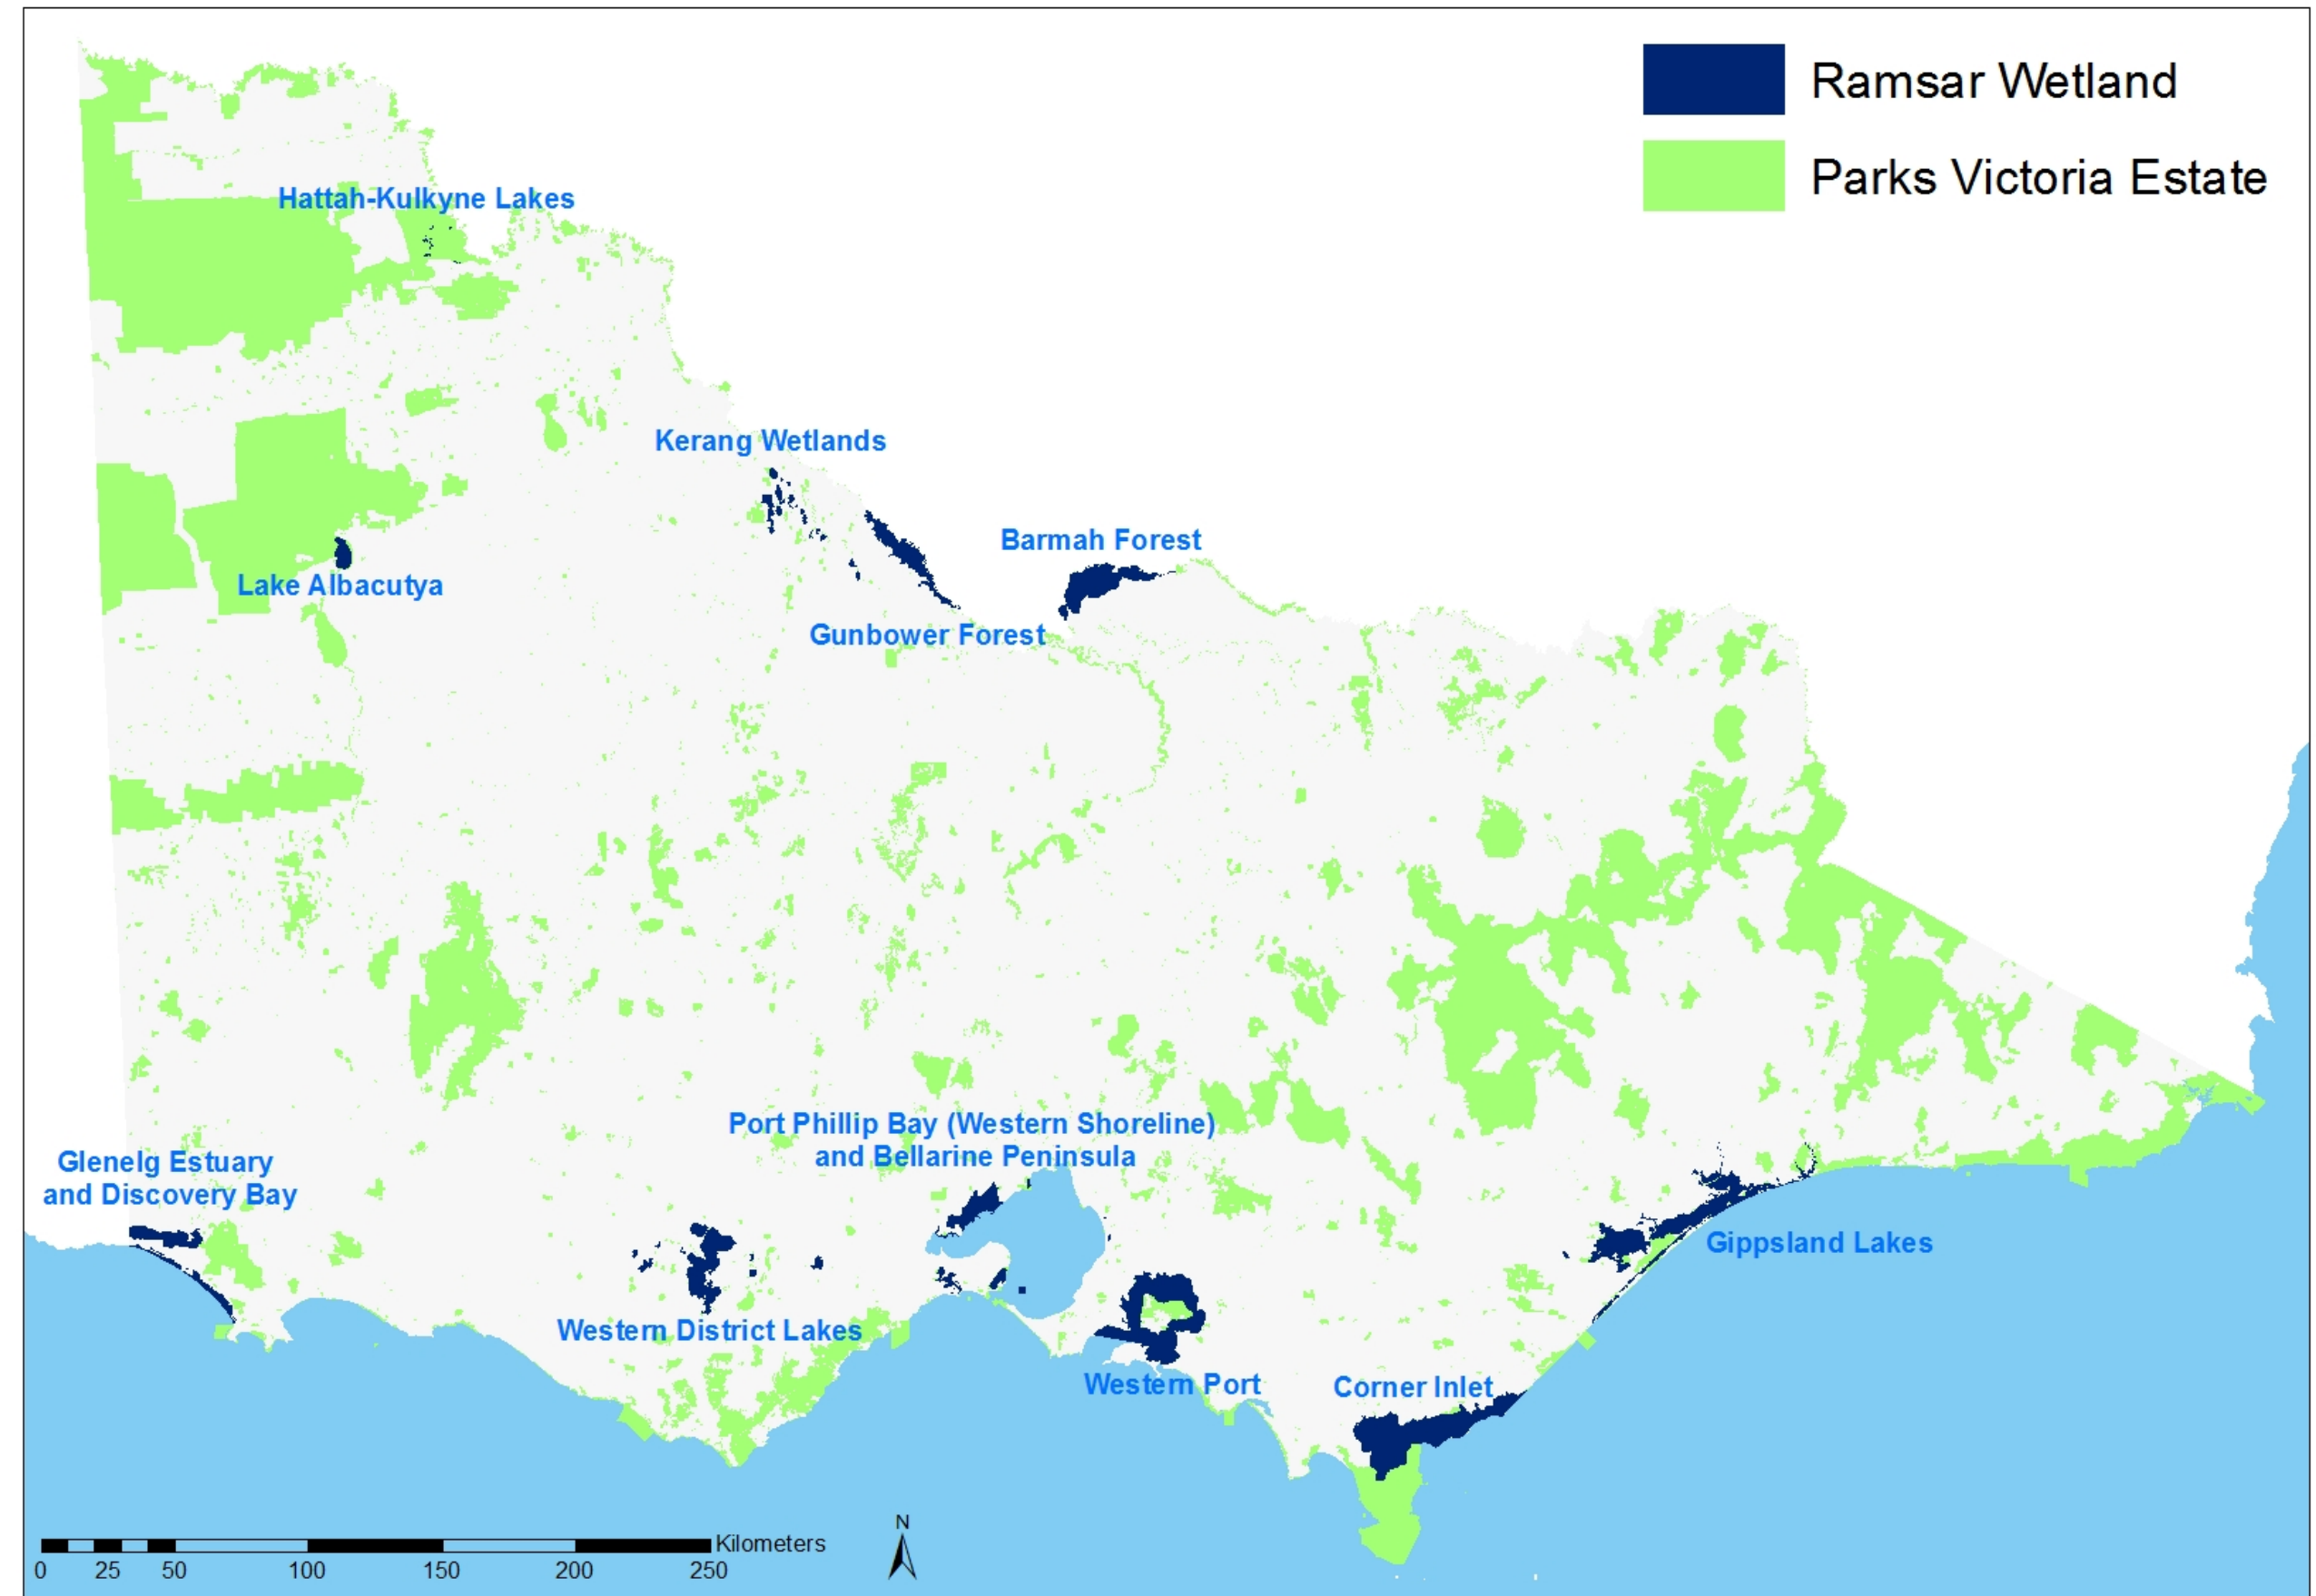 Ramsar Wetland
Parks Victoria Estate
Hattah-Kulkyne Lakes
Kerang Wetlands
Barmah Forest
Lake Albacutya
Gunbower Forest
Port Phillip Bay (Western Shoreline)
and Bellarine Peninsula
Glenelg Estuary
and Discovery Bay
Gippsland Lakes
Western District Lakes
Western Port
Corner Inlet
N
Kilometers
0 25 50 100 150 200 250